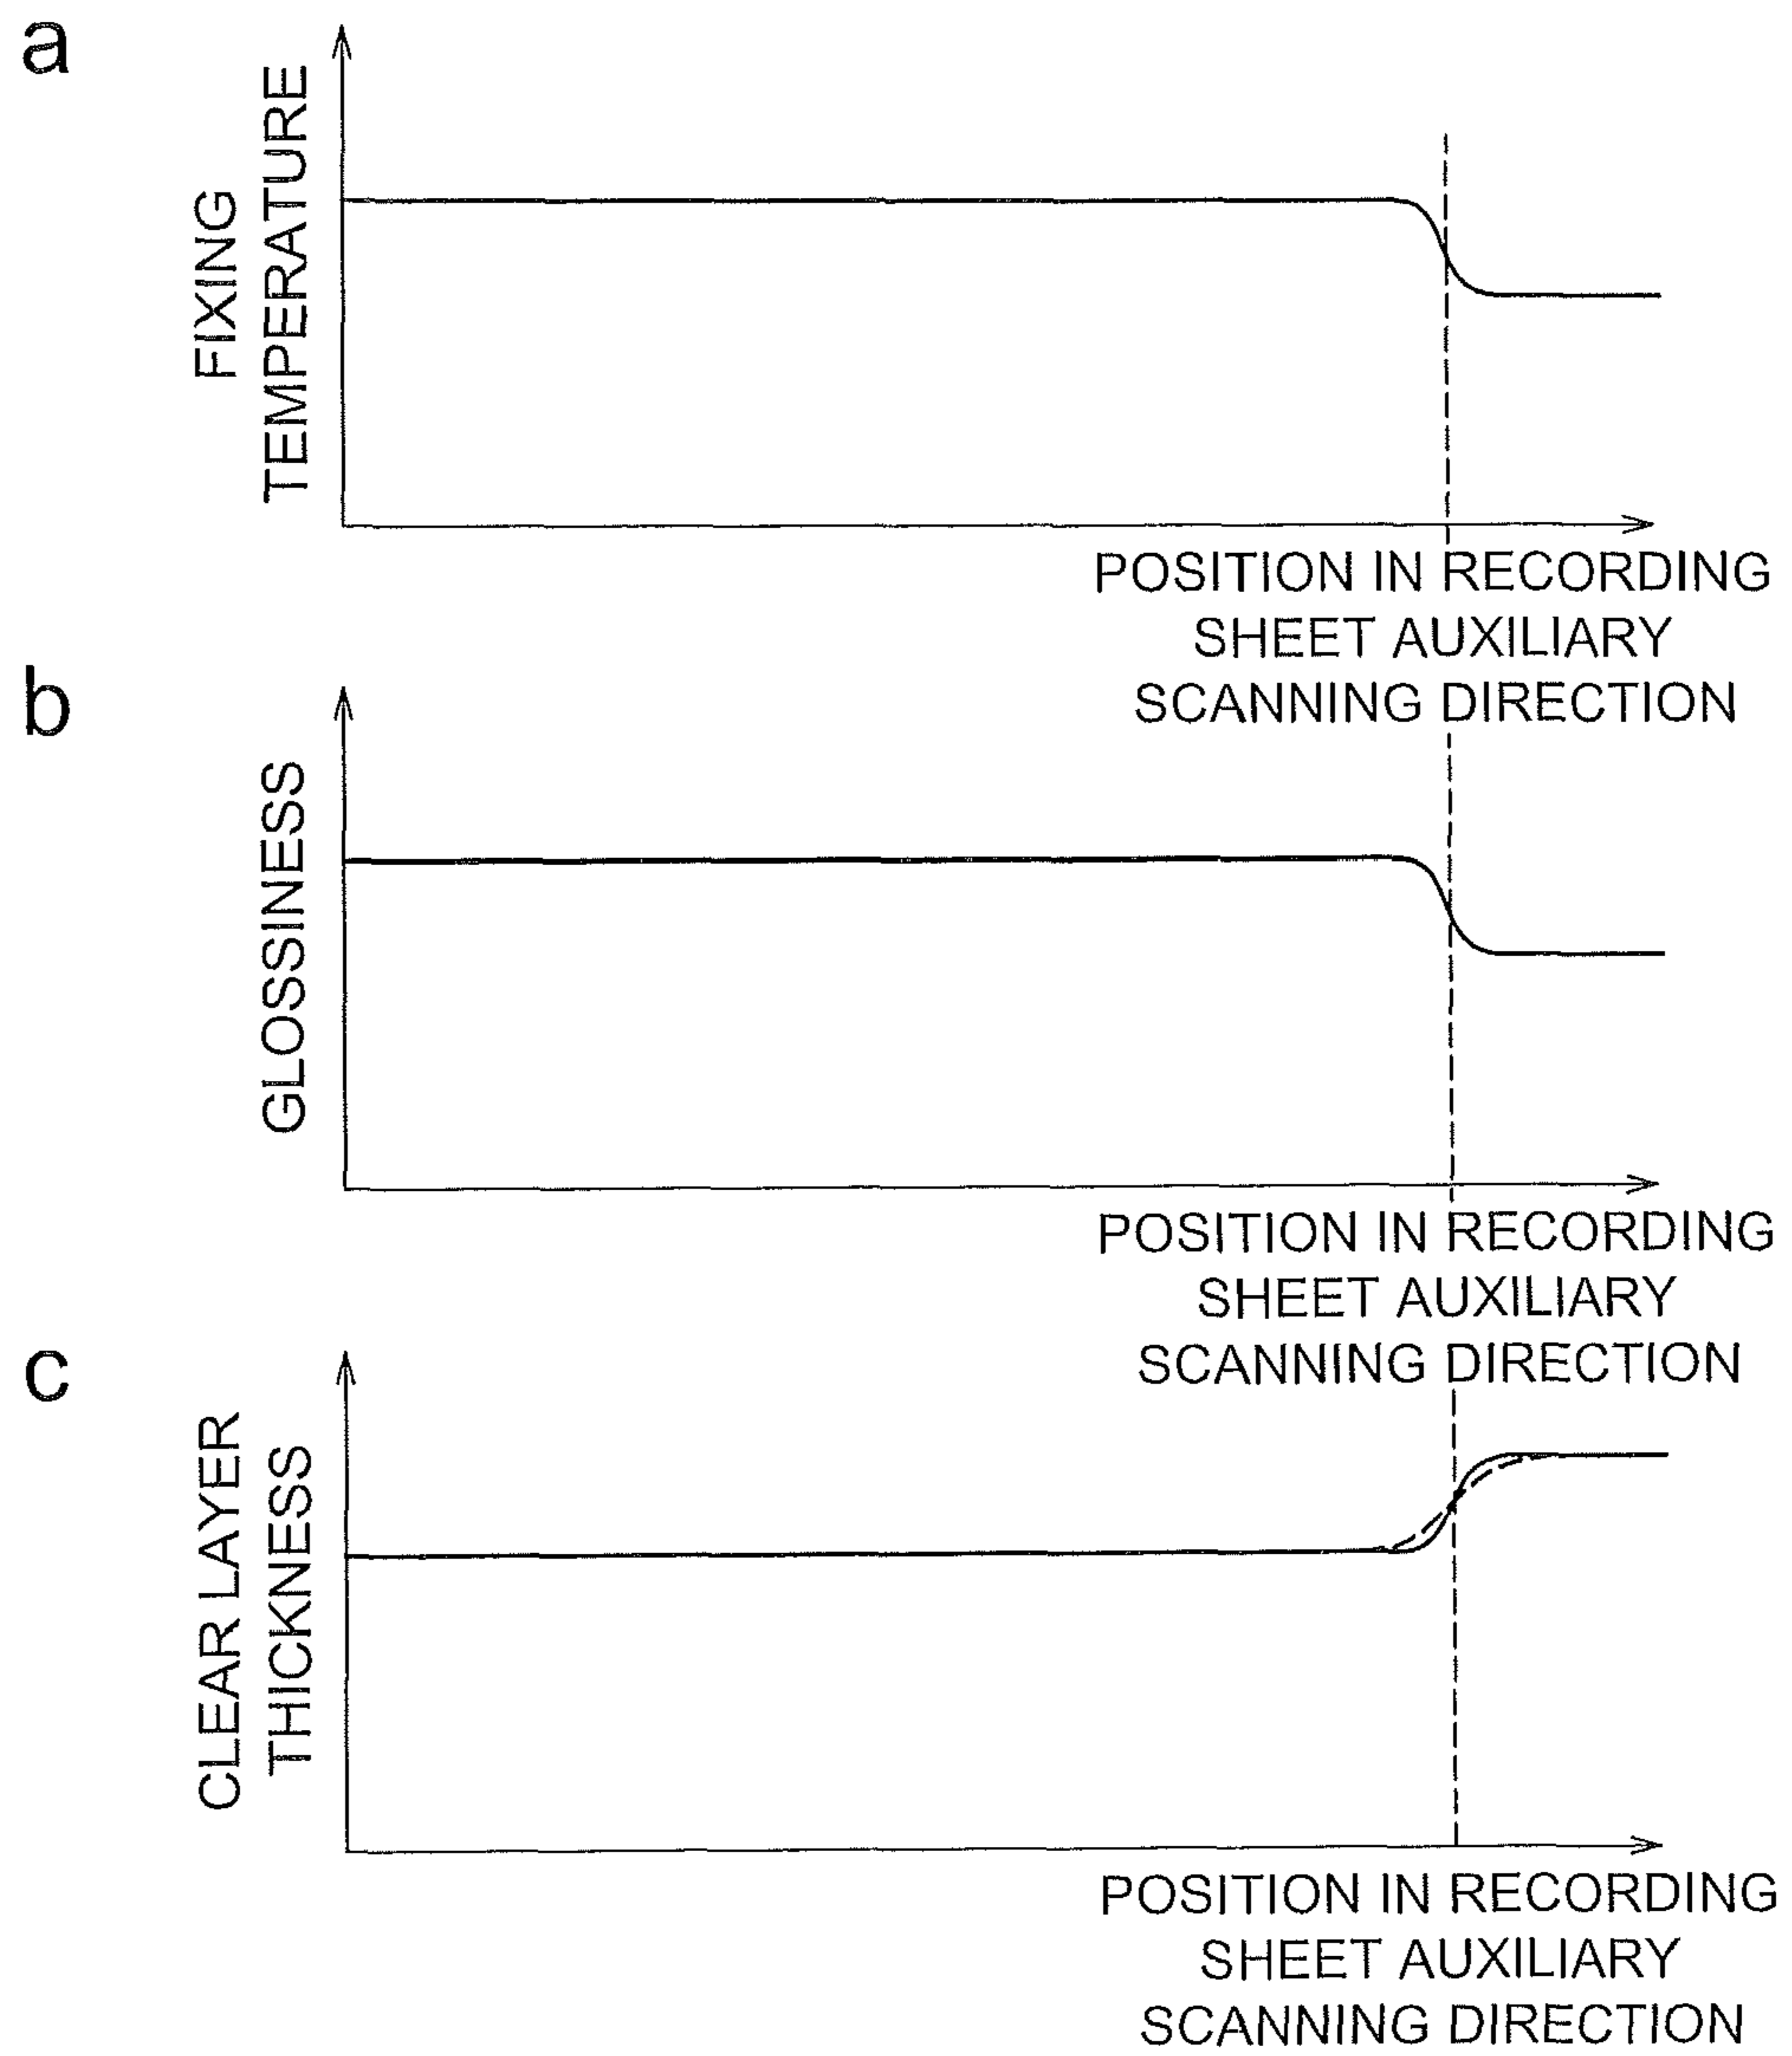 a
FIXING
TEMPERATURE
POSITION IN RECORDING
SHEET AUXILIARY
SCANNING DIRECTION
b
GLOSSINESS
POSITION IN RECORDING
SHEET AUXILIARY
SCANNING DIRECTION
c
CLEAR LAYER
THICKNESS
POSITION IN RECORDING
SHEET AUXILIARY
SCANNING DIRECTION